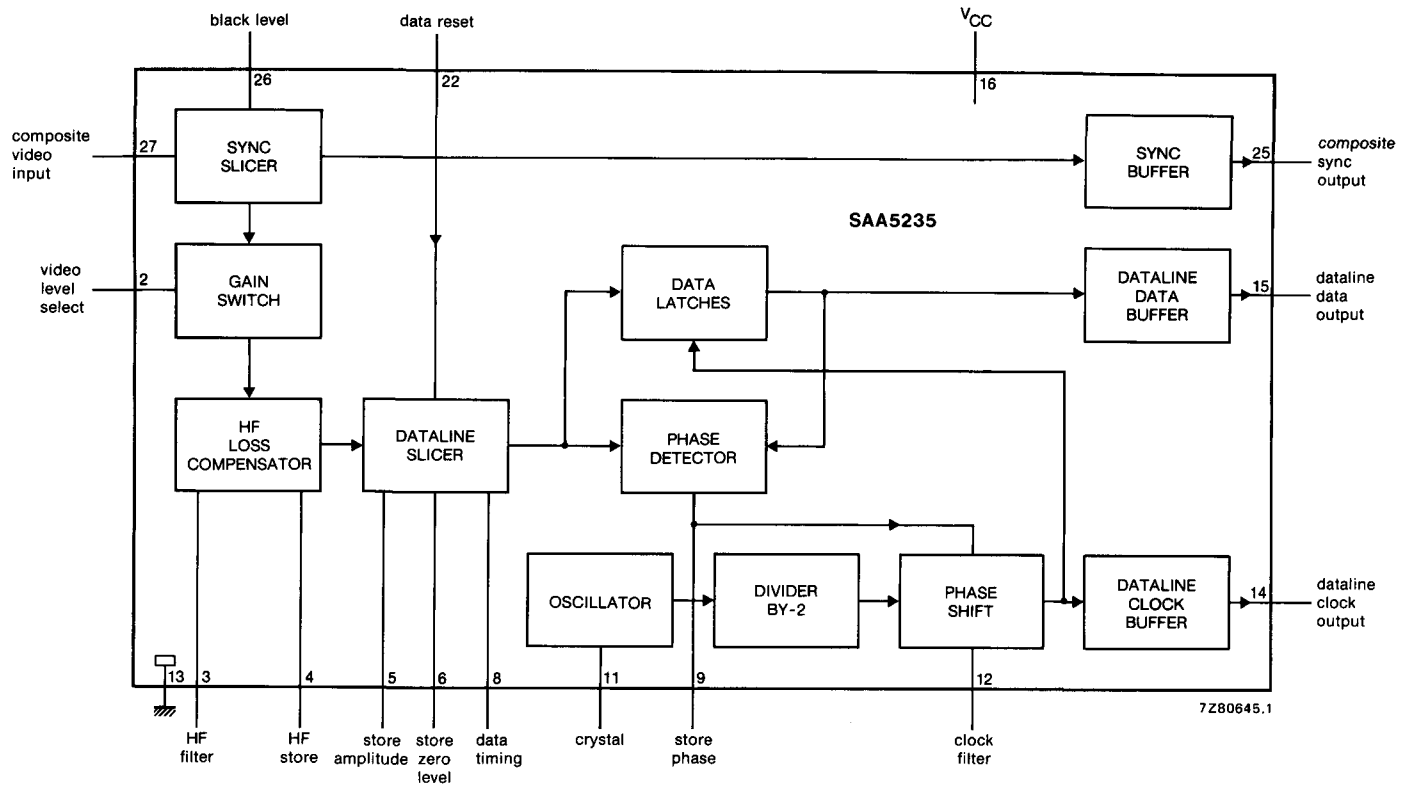 black level
data reset
VCC
26
22
16
composite
video
input
27
SYNC
SLICER
SYNC
BUFFER
25
composite
sync
output
SAA5235
video
level
select
2
GAIN
SWITCH
DATA
LATCHES
DATALINE
DATA
BUFFER
15
dataline
data
output
HF
LOSS
COMPENSATOR
DATALINE
SLICER
PHASE
DETECTOR
OSCILLATOR
DIVIDER
BY-2
PHASE
SHIFT
DATALINE
CLOCK
BUFFER
14
dataline
clock
output
13
3
4
5
6
8
11
9
12
7Z80645.1
HF
filter
HF
store
store
amplitude
store
zero
level
data
timing
crystal
store
phase
clock
filter